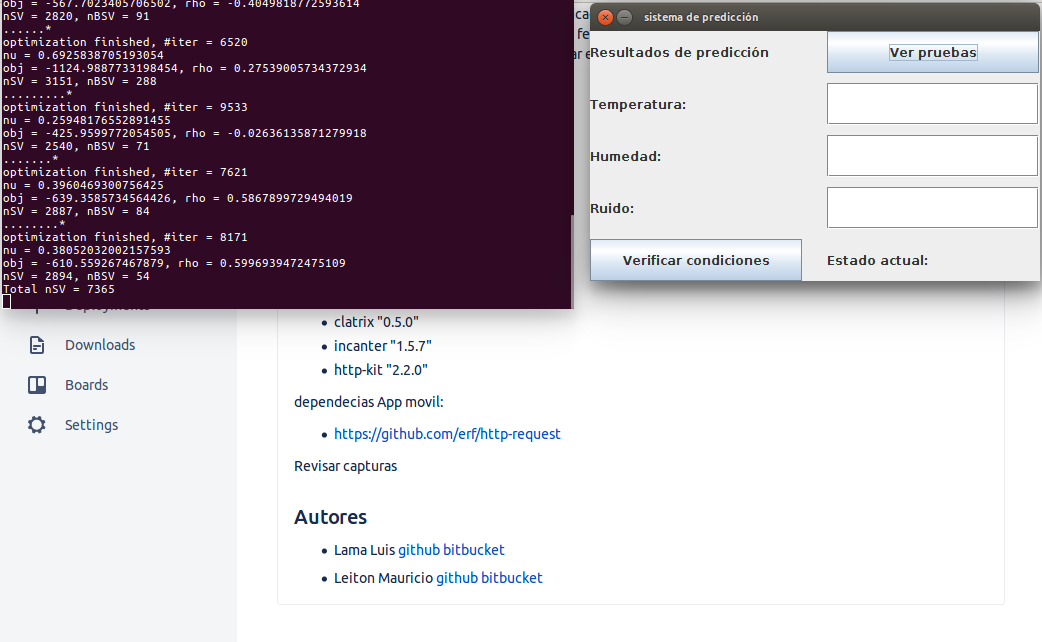 obj = -567.7023405706502, rho = -0.4049818772593614
nSV = 2820, nBSV = 91
......*
optimization finished, #iter = 6520
nu = 0.6925838705193054
obj = -1124.9887733198454, rho = 0.27539005734372934
nSV = 3151, nBSV = 288
.........*
optimization finished, #iter = 9533
nu = 0.25948176552891455
obj = -425.9599772054505, rho = -0.02636135871279918
nSV = 2540, nBSV = 71
.......*
optimization finished, #iter = 7621
nu = 0.3960469300756425
obj = -639.3585734564426, rho = 0.5867899729494019
nSV = 2887, nBSV = 84
........*
optimization finished, #iter = 8171
nu = 0.38052032002157593
obj = -610.559267467879, rho = 0.5996939472475109
nSV = 2894, nBSV = 54
Total nSV = 7365
sistema de predicción
Resultados de predicción
Ver pruebas
Temperatura:
Humedad:
Ruido:
Verificar condiciones
Estado actual:
Deployments
Downloads
Boards
Settings
clatrix "0.5.0"
incanter "1.5.7"
http-kit "2.2.0"
dependecias App movil:
https://github.com/erf/http-request
Revisar capturas
Autores
Lama Luis github bitbucket
Leiton Mauricio github bitbucket